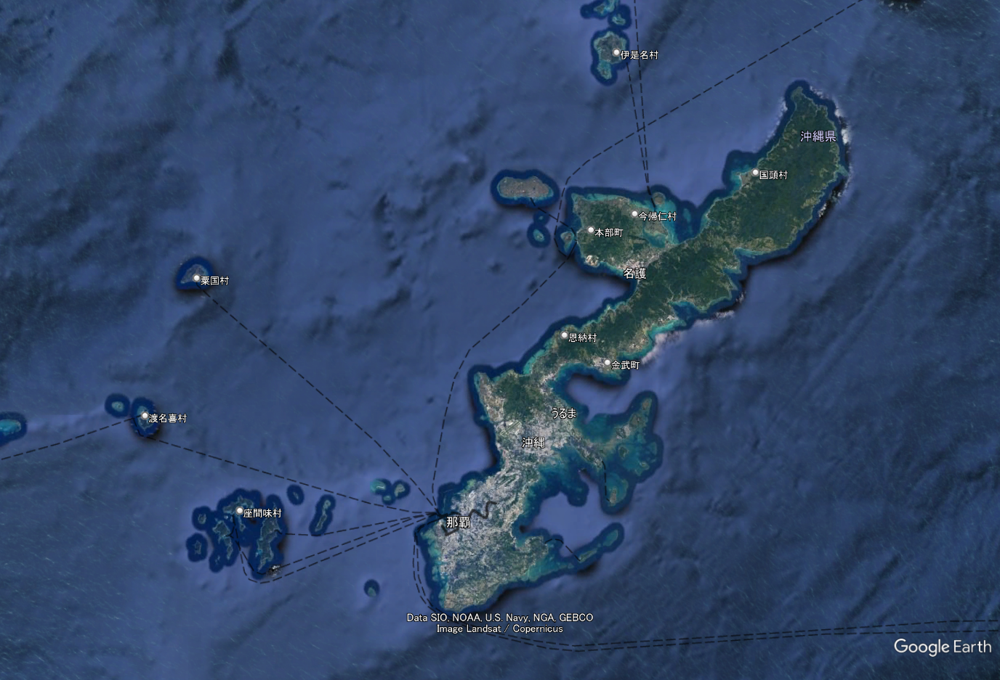 伊是名村
沖縄県
国頭村
今帰仁村
本部町
名護
粟国村
恩納村
金武町
うるま
渡名喜村
沖縄
座間味村
那覇
Data SIO, NOAA, U.S. Navy, NGA, GEBCO
Image Landsat / Copernicus
Google Earth